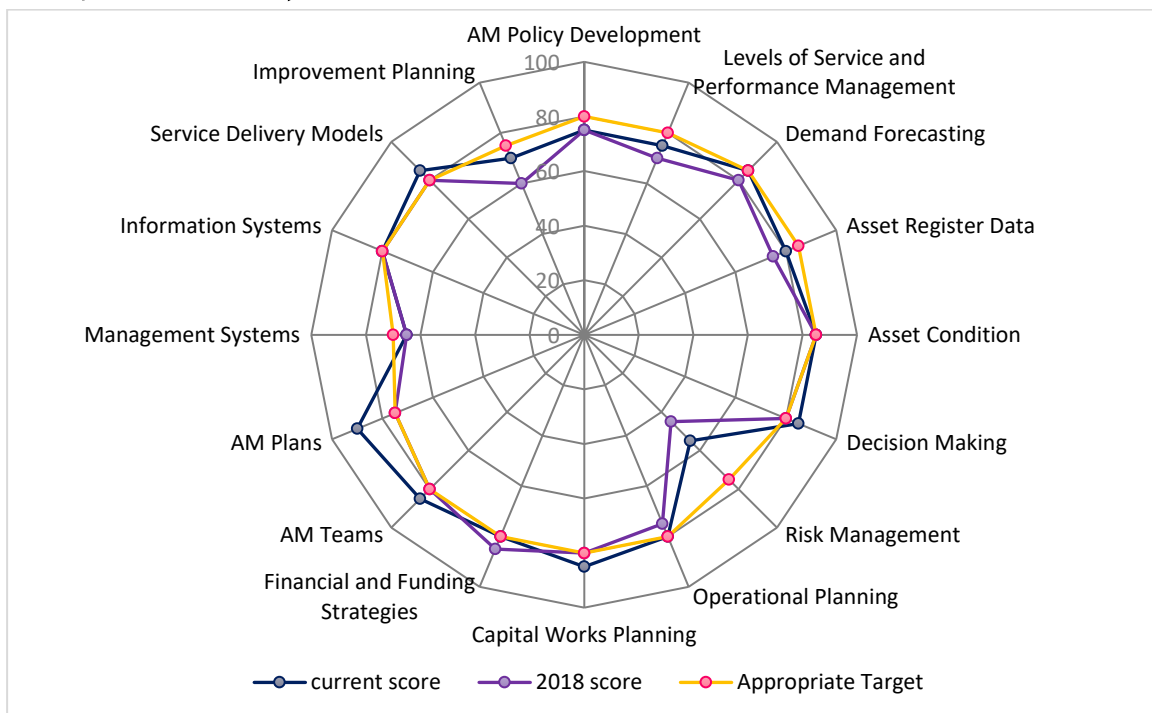 AM Policy Development
Levels of Service and
Performance Management
Demand Forecasting
Asset Register Data
Asset Condition
Decision Making
Risk Management
Operational Planning
Capital Works Planning
Financial and Funding
Strategies
AM Teams
AM Plans
Management Systems
Information Systems
Service Delivery Models
Improvement Planning
100
80
60
40
20
0
current score
2018 score
Appropriate Target